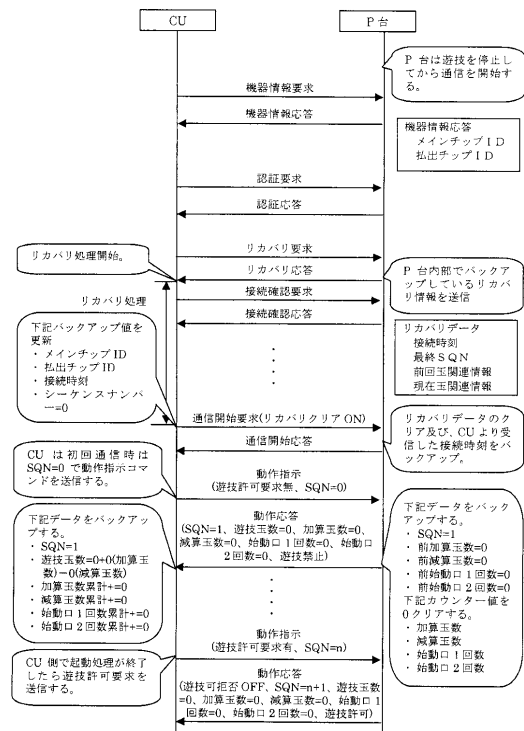 CU
P 台
P 台は遊技を停止し
てから通信を開始す
る。
機器情報要求
機器情報応答
機器情報応答
メインチップＩＤ
払出チップＩＤ
認証要求
認証応答
リカバリ要求
リカバリ処理開始。
リカバリ応答
P 台内部でバックア
ップしているリカバ
リ情報を送信
接続確認要求
リカバリ処理
接続確認応答
下記バックアップ値を
更新
・ メインチップ ID
・ 払出チップ ID
・ 接続時刻
・ シーケンスナンバ
ー=0
リカバリデータ
接続時刻
最終ＳＱＮ
前回玉関連情報
現在玉関連情報
通信開始要求(リカバリクリア ON)
通信開始応答
リカバリデータのク
リア及び、CU より受
信した接続時刻をバ
ックアップ。
CU は初回通信時は
SQN=0 で動作指示コ
マンドを送信する。
動作指示
(遊技許可要求無、SQN=0)
動作応答
(SQN=1、遊技玉数=0、加算玉数=0、
減算玉数=0、始動口 1 回数=0、始動口
2 回数=0、遊技禁止)
下記データをバックアッ
プする。
・ SQN=1
・ 遊技玉数=0+0(加算玉
数)－0(減算玉数)
・ 加算玉数累計+=0
・ 減算玉数累計+=0
・ 始動口 1 回数累計+=0
・ 始動口 2 回数累計+=0
下記データをバック
アップする。
・ SQN=1
・ 前加算玉数=0
・ 前減算玉数=0
・ 前始動口 1 回数=0
・ 前始動口 2 回数=0
下記カウンター値を
0 クリアする。
・ 加算玉数
・ 減算玉数
・ 始動口 1 回数
・ 始動口 2 回数
動作指示
(遊技許可要求有、SQN=n)
CU 側で起動処理が終了
したら遊技許可要求を
送信する。
動作応答
(遊技可拒否 OFF、SQN=n+1、遊技玉数
=0、加算玉数=0、減算玉数=0、始動口 1
回数=0、始動口 2 回数=0、遊技許可)